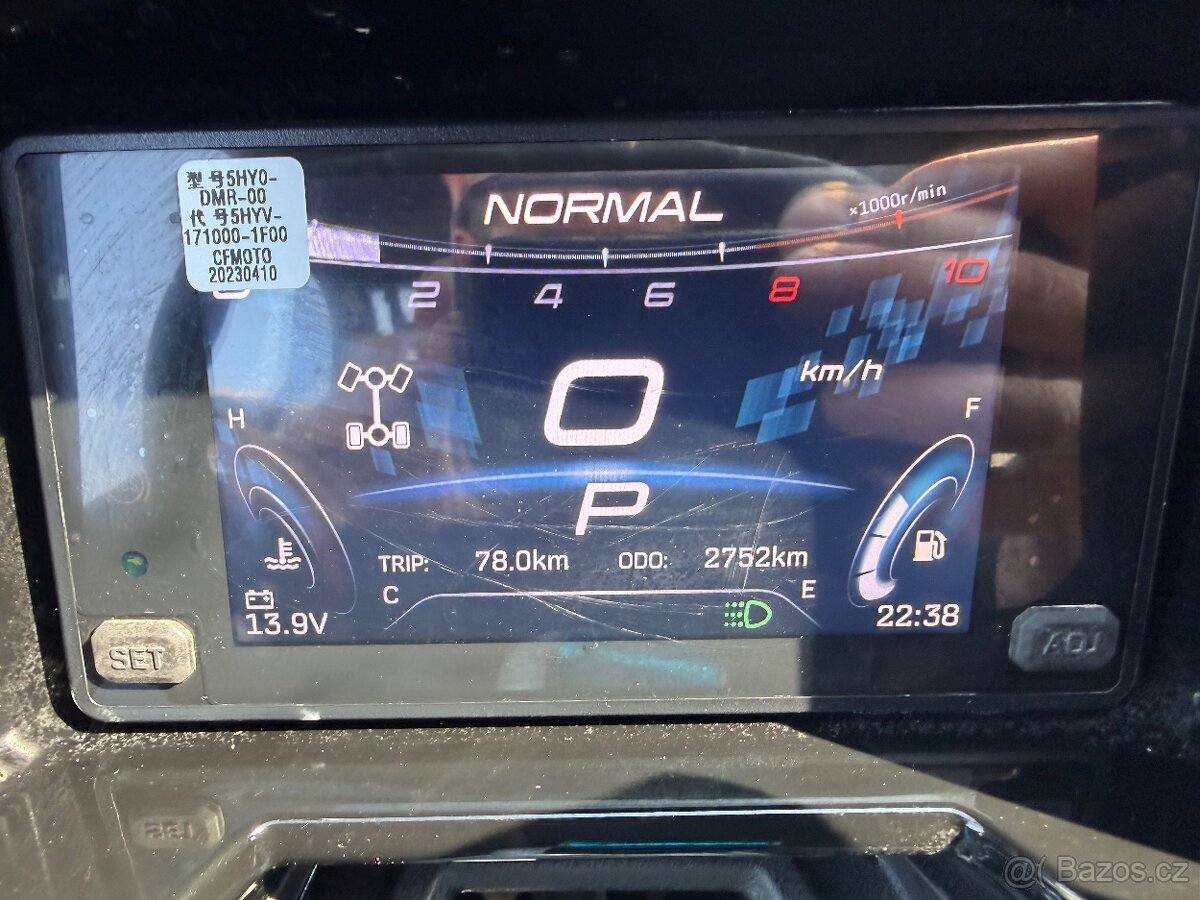 型号5HY0-
DMR-00
代号5HYV-
171000-1F00
CFMOTO
20230410
NORMAL
×1000r/min
2 4 6 8 10
0 km/h
H F
P
TRIP: 78.0km ODO: 2752km
C E
13.9V 22:38
SET ADJ
@ Bazos.cz